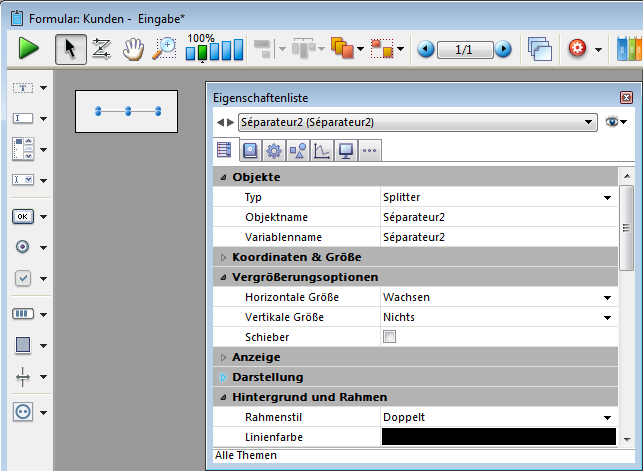 Formular: Kunden - Eingabe*
100%
1/1
T
OK
Eigenschaftenliste
Séparateur2 (Séparateur2)
Objekte
Typ Splitter
Objektname Séparateur2
Variablenname Séparateur2
Koordinaten & Größe
Vergrößerungsoptionen
Horizontale Größe Wachsen
Vertikale Größe Nichts
Schieber
Anzeige
Darstellung
Hintergrund und Rahmen
Rahmenstil Doppelt
Linienfarbe
Alle Themen